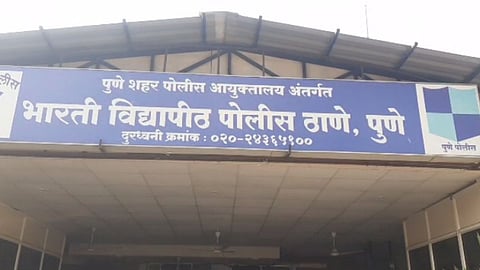 पुणे शहर पोलीस आयुक्तालय अंतर्गत
भारती विद्यापीठ पोलीस ठाणे, पुणे
दुरध्वनी क्रमांक : ०२०-२४३६५१००
पुणे पोलीस